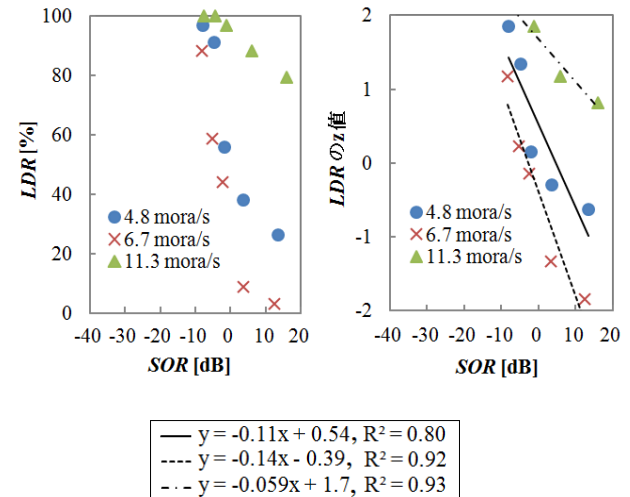 100
80
60
40
20
0
LDR [%]
4.8 mora/s
6.7 mora/s
11.3 mora/s
-40 -30 -20 -10 0 10 20
SOR [dB]
2
1
0
-1
-2
LDR のz値
4.8 mora/s
6.7 mora/s
11.3 mora/s
-40 -30 -20 -10 0 10 20
SOR [dB]
y = -0.11x + 0.54, R² = 0.80
y = -0.14x - 0.39, R² = 0.92
y = -0.059x + 1.7, R² = 0.93